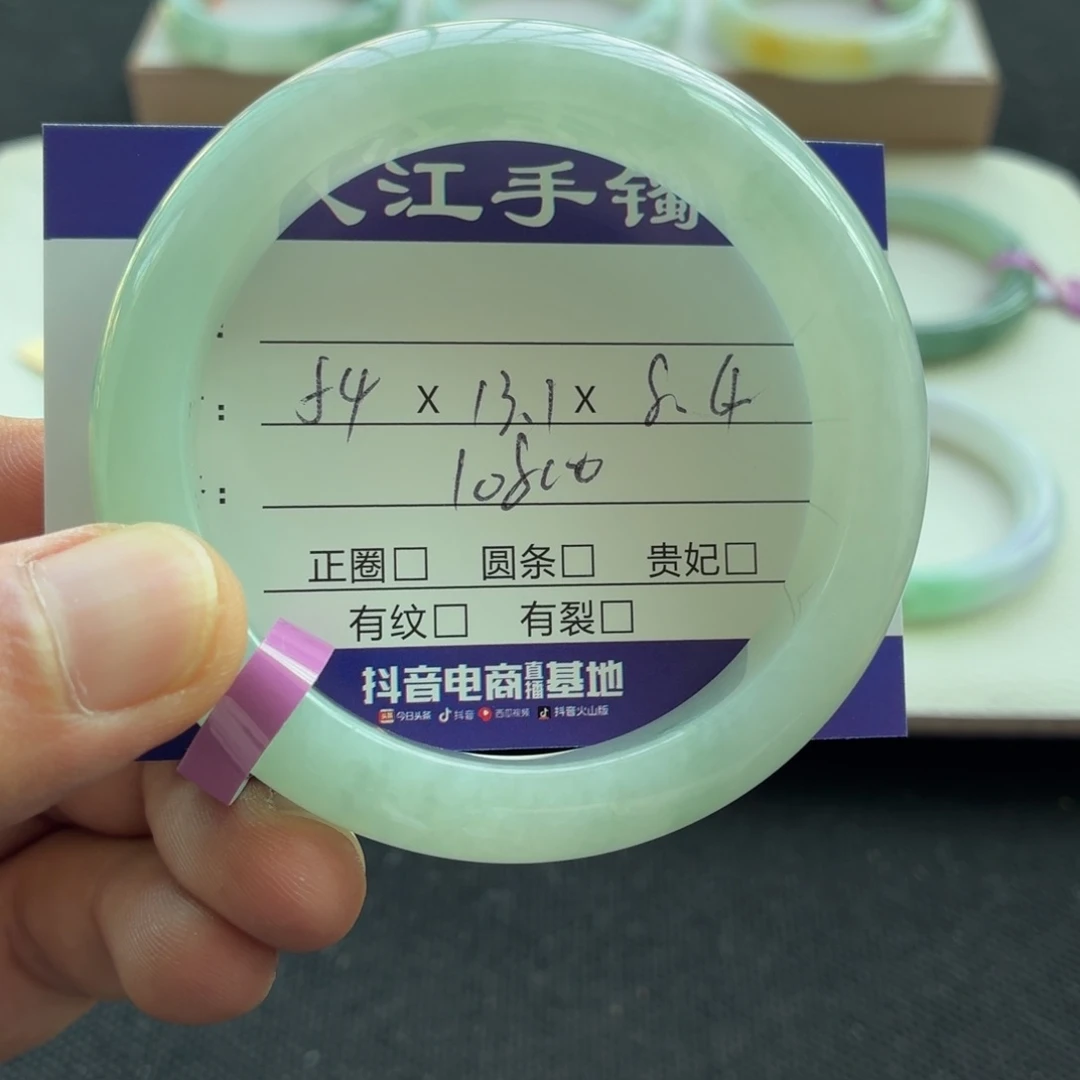 江手镯
:
: 54 x 13.1 x 8.4
: 10800
正圈□ 圆条□ 贵妃□
有纹□ 有裂□
抖音电商直播基地
今日头条 抖音 西瓜视频 抖音火山版